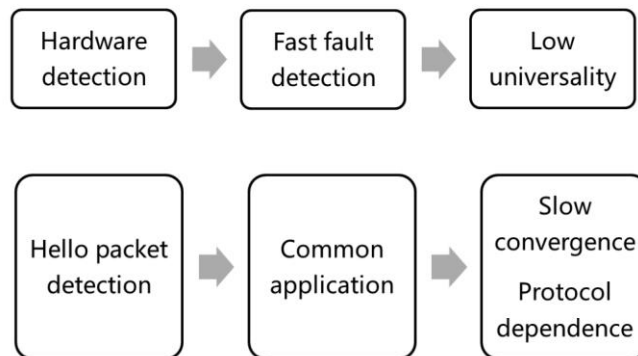 Hardware
detection
Fast fault
detection
Low
universality
Hello packet
detection
Common
application
Slow
convergence
Protocol
dependence